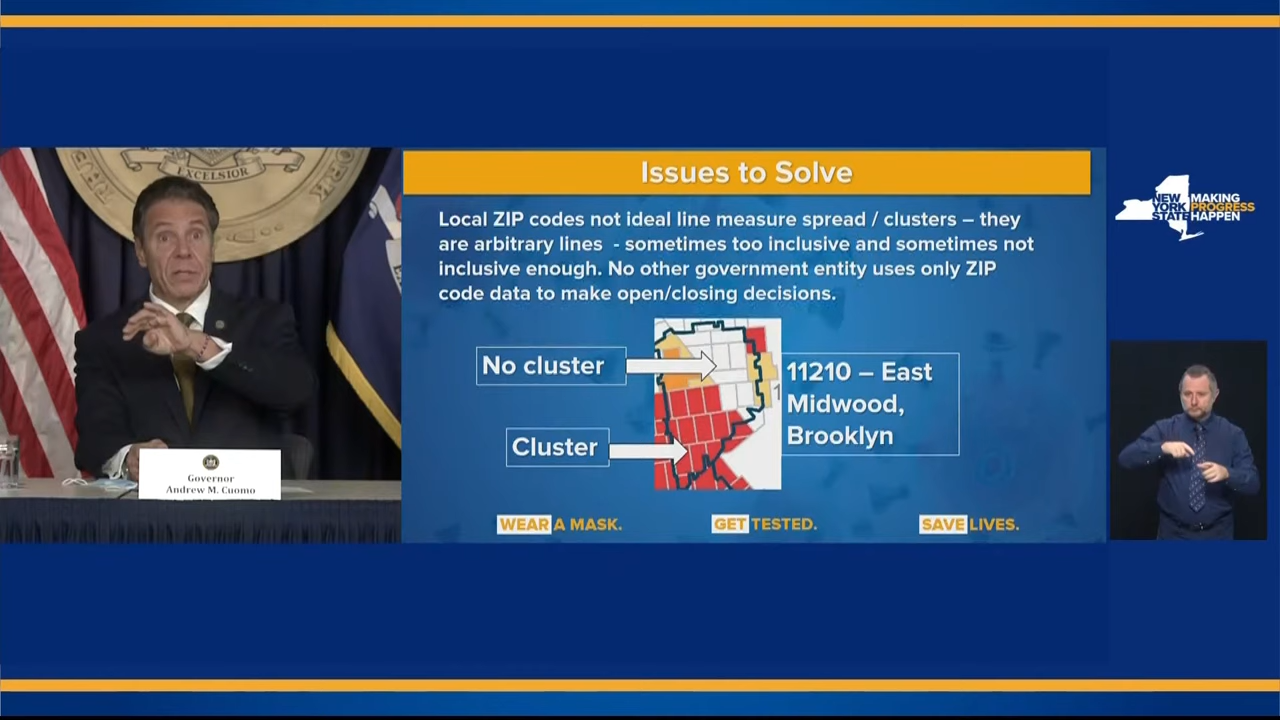 EXCELSIOR
Governor
Andrew M. Cuomo
Issues to Solve
Local ZIP codes not ideal line measure spread / clusters – they
are arbitrary lines - sometimes too inclusive and sometimes not
inclusive enough. No other government entity uses only ZIP
code data to make open/closing decisions.
No cluster
Cluster
11210 – East
Midwood,
Brooklyn
WEAR A MASK.
GET TESTED.
SAVE LIVES.
NEW
YORK
STATE
MAKING
PROGRESS
HAPPEN